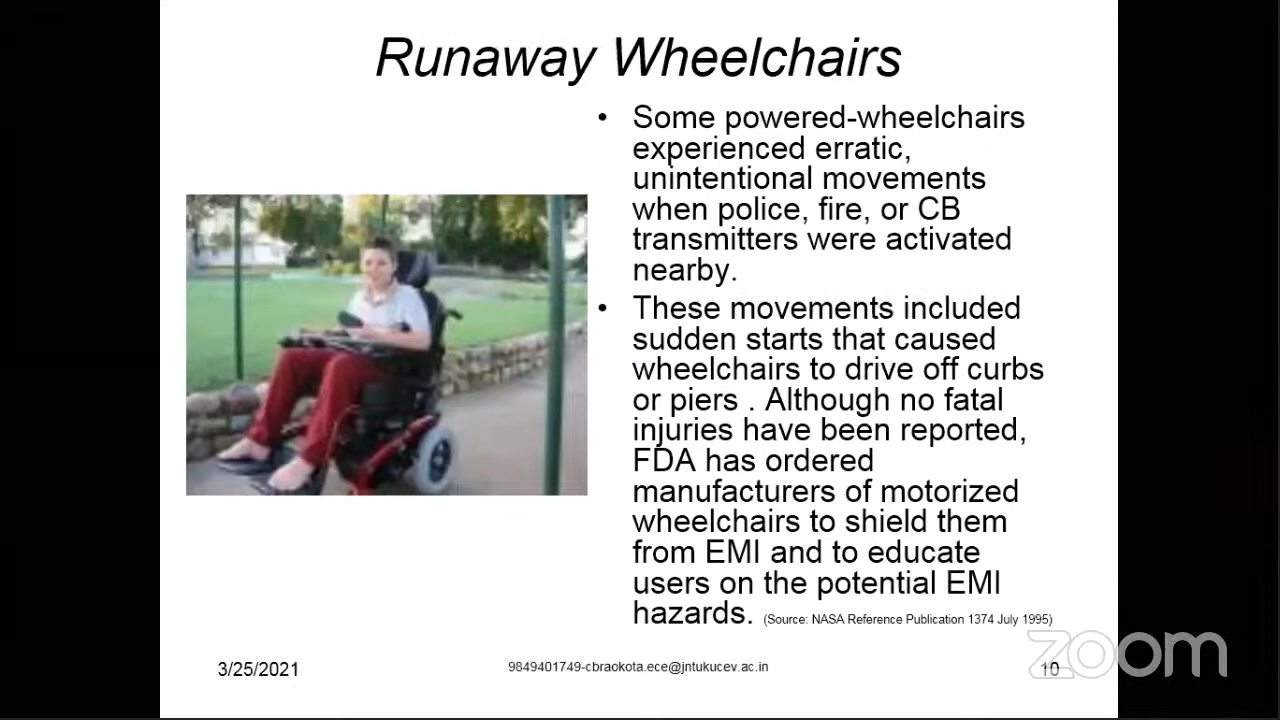 Runaway Wheelchairs
• Some powered-wheelchairs
experienced erratic,
unintentional movements
when police, fire, or CB
transmitters were activated
nearby.
• These movements included
sudden starts that caused
wheelchairs to drive off curbs
or piers . Although no fatal
injuries have been reported,
FDA has ordered
manufacturers of motorized
wheelchairs to shield them
from EMI and to educate
users on the potential EMI
hazards. (Source: NASA Reference Publication 1374 July 1995)
3/25/2021
9849401749-cbraokota.ece@jntukucev.ac.in
10
zoom